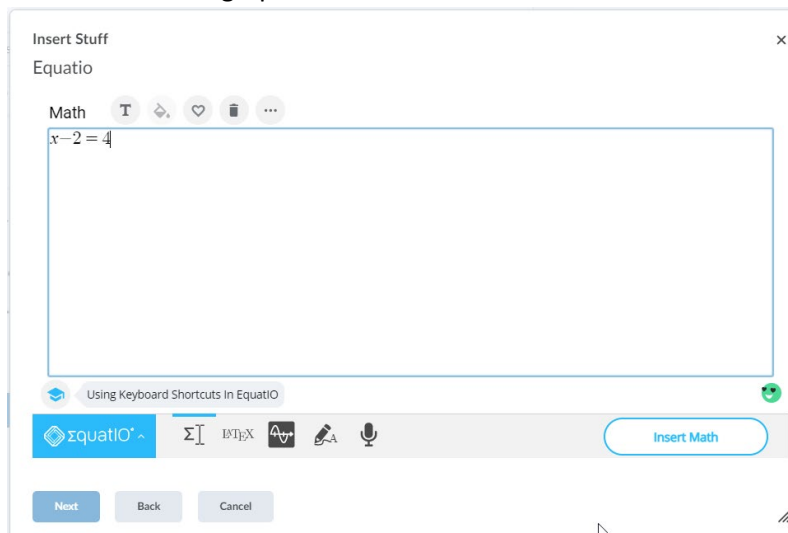 Insert Stuff ×
Equatio
Math T ...
x−2 = 4
Using Keyboard Shortcuts In EquatIO
ΣquatIO
Σ LATEX A
Insert Math
Next Back Cancel